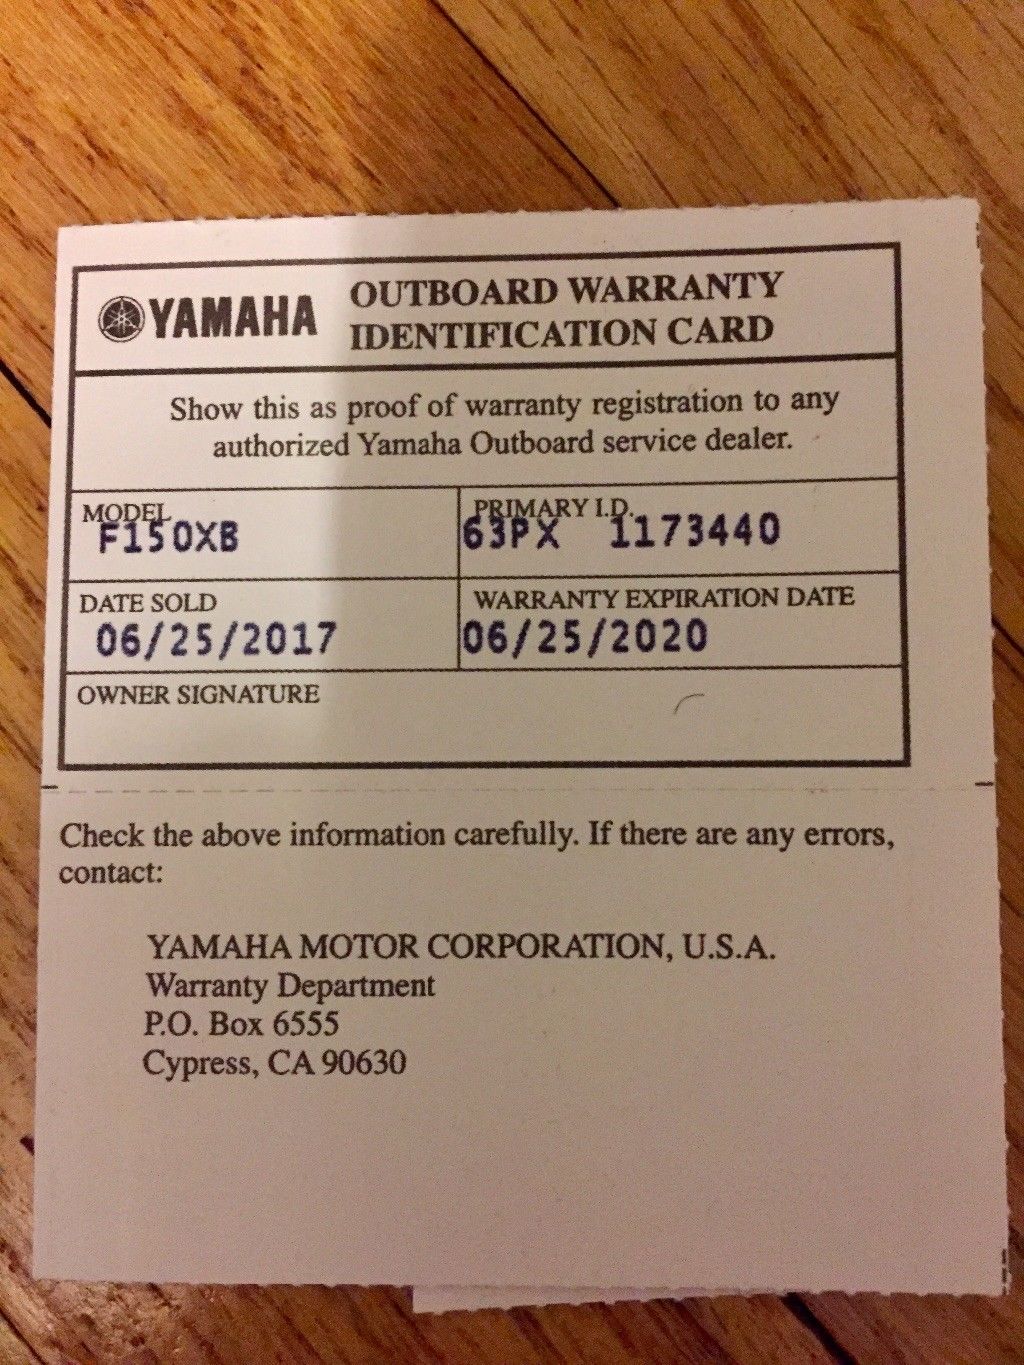 YAMAHA
OUTBOARD WARRANTY
IDENTIFICATION CARD
Show this as proof of warranty registration to any
authorized Yamaha Outboard service dealer.
MODEL
F150XB
PRIMARY I.D.
63PX 1173440
DATE SOLD
06/25/2017
WARRANTY EXPIRATION DATE
06/25/2020
OWNER SIGNATURE
Check the above information carefully. If there are any errors,
contact:
YAMAHA MOTOR CORPORATION, U.S.A.
Warranty Department
P.O. Box 6555
Cypress, CA 90630